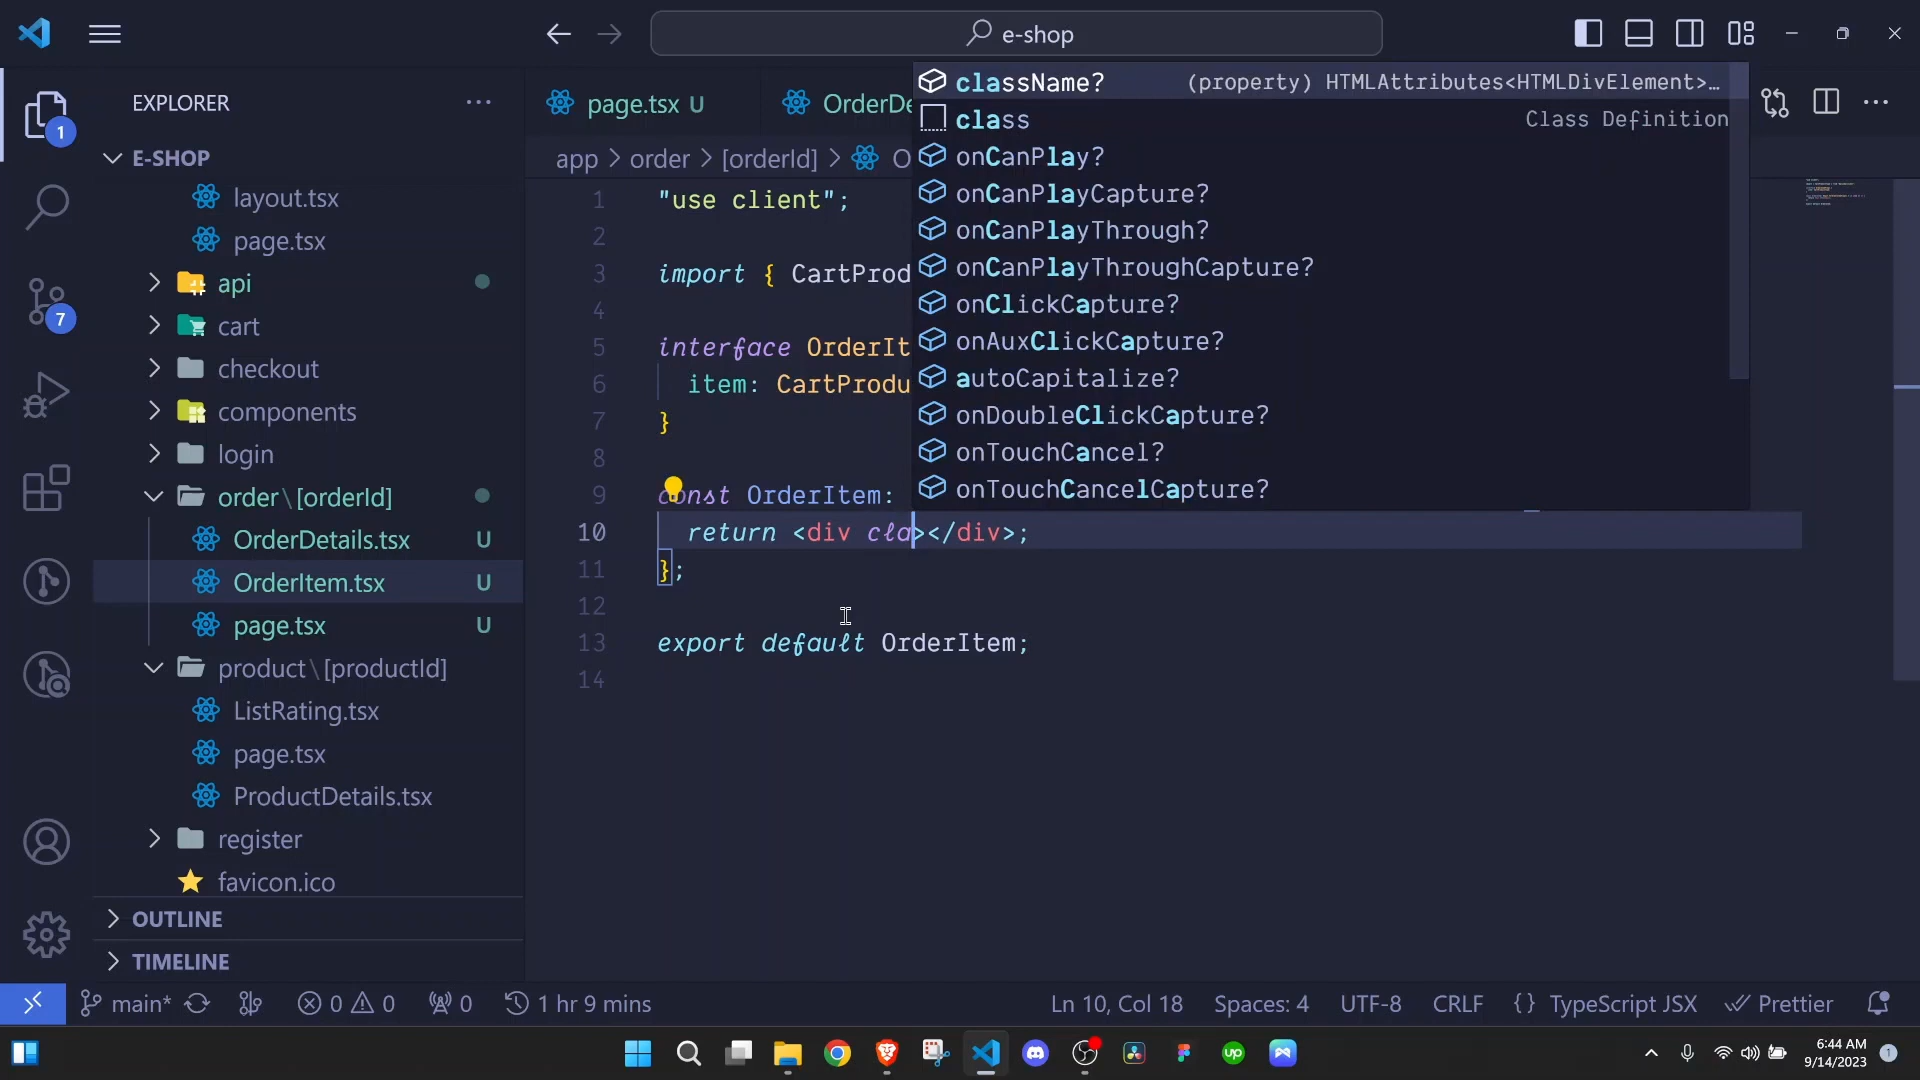 e-shop
EXPLORER
E-SHOP
layout.tsx
page.tsx
api
cart
checkout
components
login
order\[orderId]
OrderDetails.tsx U
OrderItem.tsx U
page.tsx U
product\[productId]
ListRating.tsx
page.tsx
ProductDetails.tsx
register
favicon.ico
OUTLINE
TIMELINE
1
7
page.tsx U
OrderDe
app > order > [orderId] > O
1 "use client";
2
3 import { CartProd
4
5 interface OrderIt
6 item: CartProdu
7 }
8
9 const OrderItem:
10 return <div cla></div>;
11 };
12
13 export default OrderItem;
14
className? (property) HTMLAttributes<HTMLDivElement>…
class Class Definition
onCanPlay?
onCanPlayCapture?
onCanPlayThrough?
onCanPlayThroughCapture?
onClickCapture?
onAuxClickCapture?
autoCapitalize?
onDoubleClickCapture?
onTouchCancel?
onTouchCancelCapture?
main* 0 0 0 1 hr 9 mins Ln 10, Col 18 Spaces: 4 UTF-8 CRLF {} TypeScript JSX Prettier
up
6:44 AM
9/14/2023
1